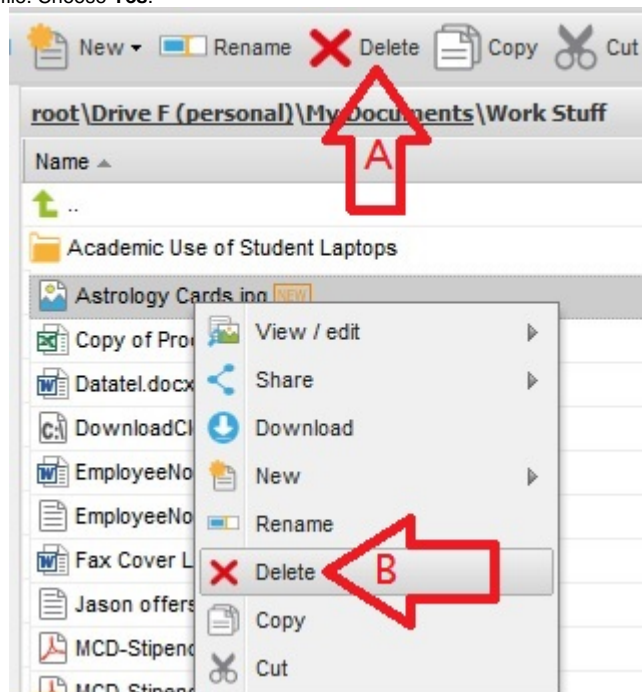 New Rename Delete Copy Cut
root\Drive F (personal)\My Documents\Work Stuff
A
Name
..
Academic Use of Student Laptops
Astrology Cards.jpg NEW
Copy of
View / edit
Datatel.docx
Share
Download
EmployeeNo
New
EmployeeNo
Rename
Fax Cover L
Delete
B
Jason offers
Copy
MCD-Stipend
Cut